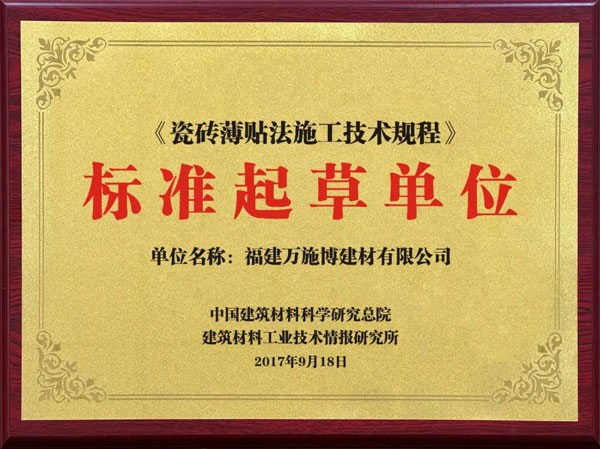 《瓷砖薄贴法施工技术规程》
标准起草单位
单位名称：福建万施博建材有限公司
中国建筑材料科学研究总院
建筑材料工业技术情报研究所
2017年9月18日